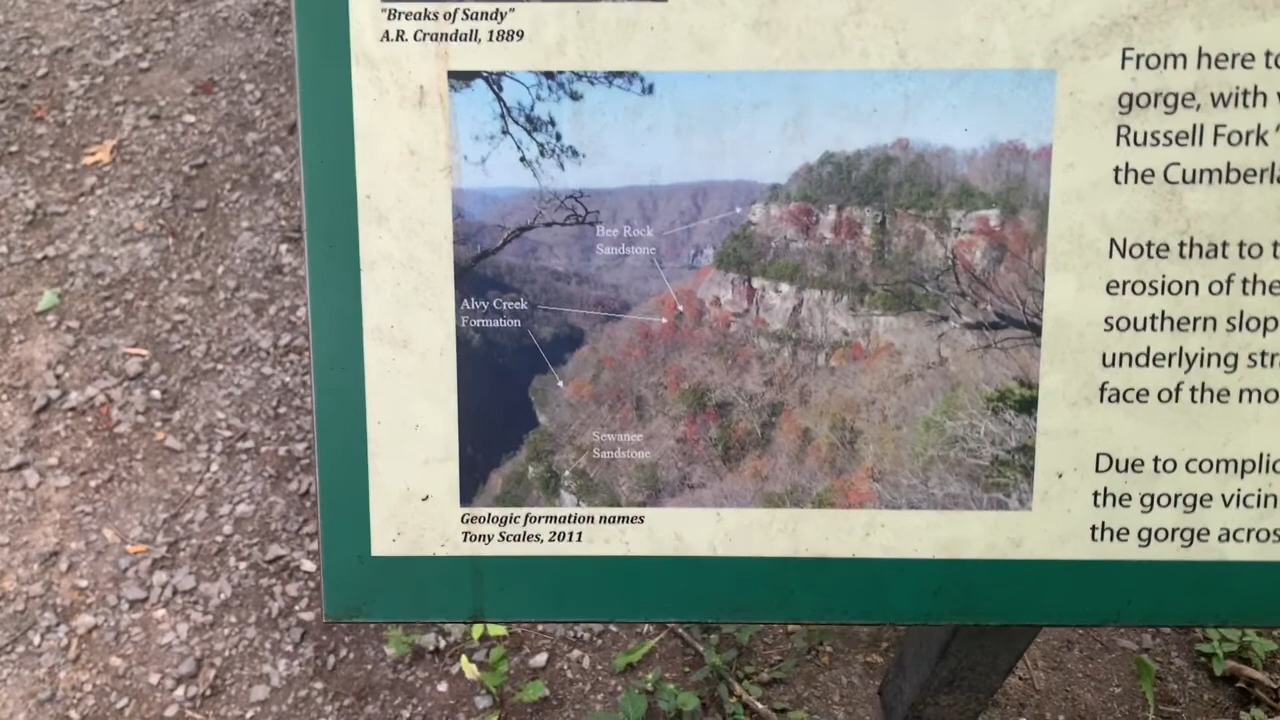 "Breaks of Sandy"
A.R. Crandall, 1889
Bee Rock
Sandstone
Alvy Creek
Formation
Sewanee
Sandstone
Geologic formation names
Tony Scales, 2011
From here to
gorge, with
Russell Fork
the Cumberla
Note that to t
erosion of the
southern slop
underlying str
face of the mo
Due to complic
the gorge vicin
the gorge acros